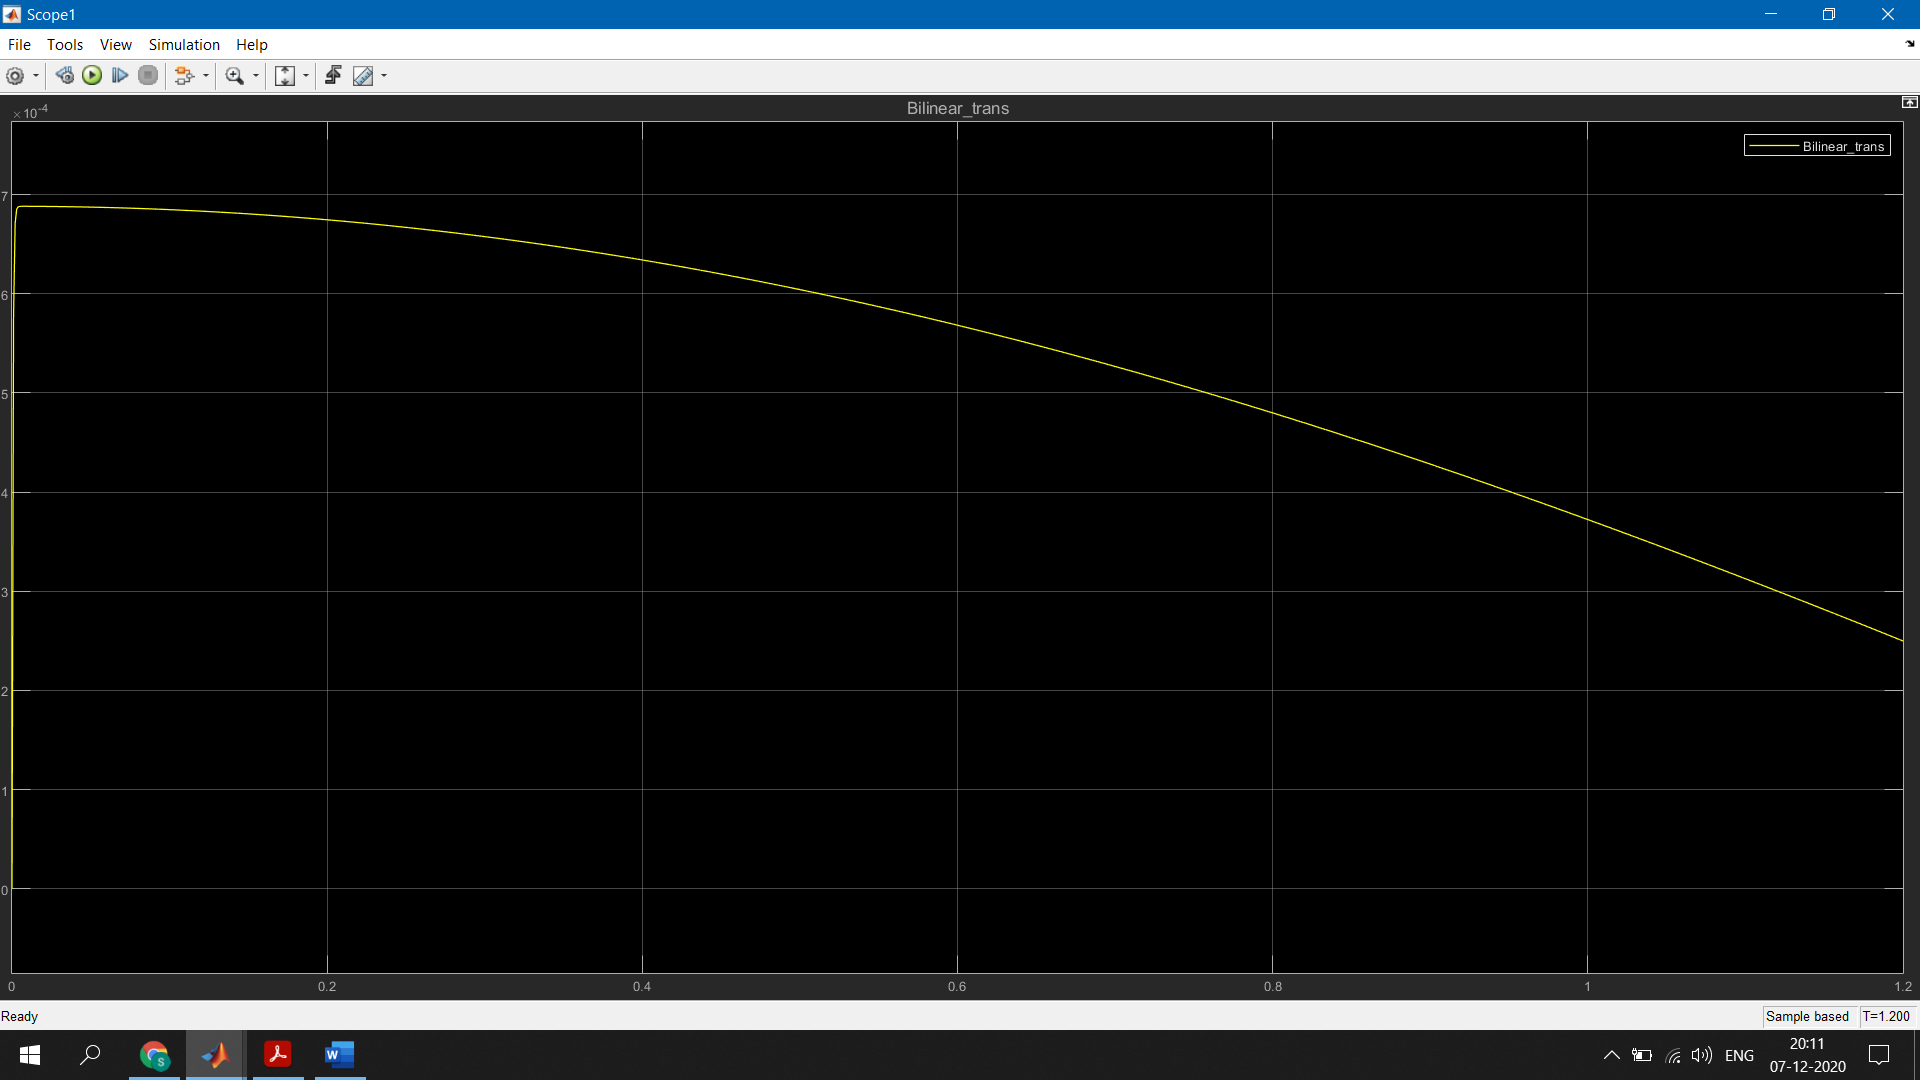 Scope1
File Tools View Simulation Help
×10-4
Bilinear_trans
Bilinear_trans
7
6
5
4
3
2
1
0
0 0.2 0.4 0.6 0.8 1 1.2
Ready
Sample based T=1.200
S
W
ENG
20:11
07-12-2020